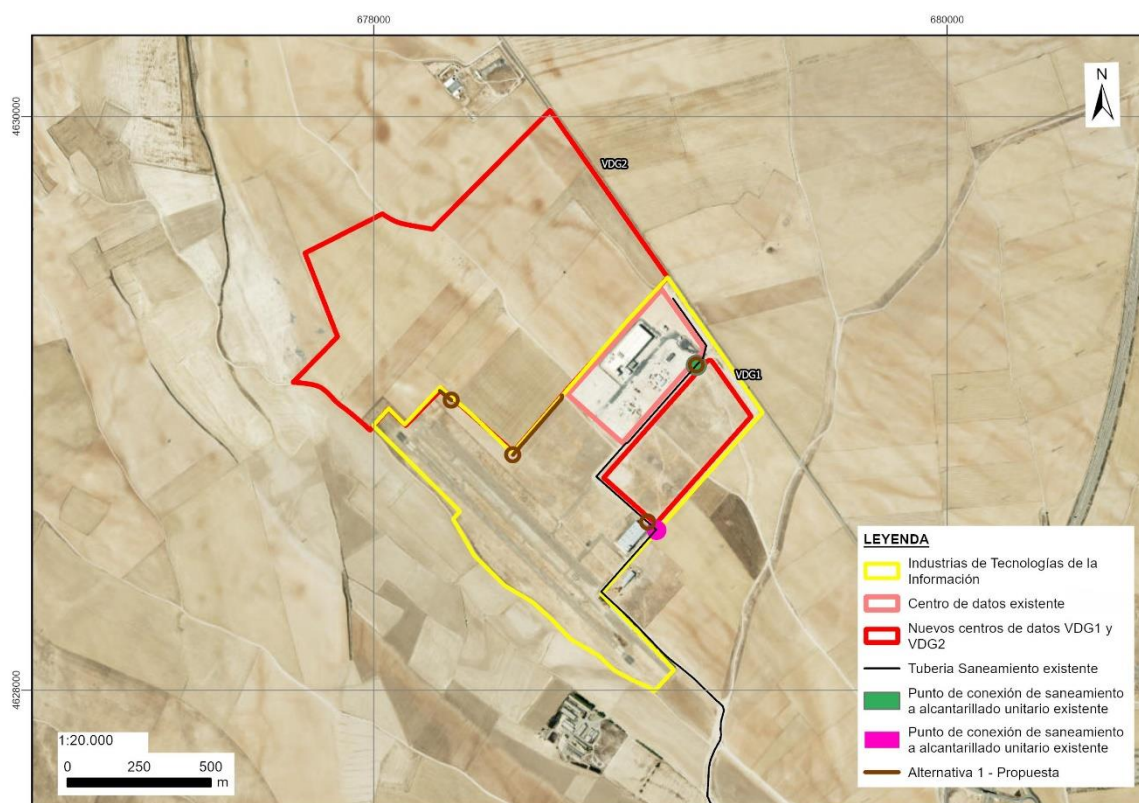 678000
680000
4630000
N
VDG2
VDG1
4628000
1:20.000
0 250 500
m
LEYENDA
Industrias de Tecnologías de la
Información
Centro de datos existente
Nuevos centros de datos VDG1 y
VDG2
Tuberia Saneamiento existente
Punto de conexión de saneamiento
a alcantarillado unitario existente
Punto de conexión de saneamiento
a alcantarillado unitario existente
Alternativa 1 - Propuesta